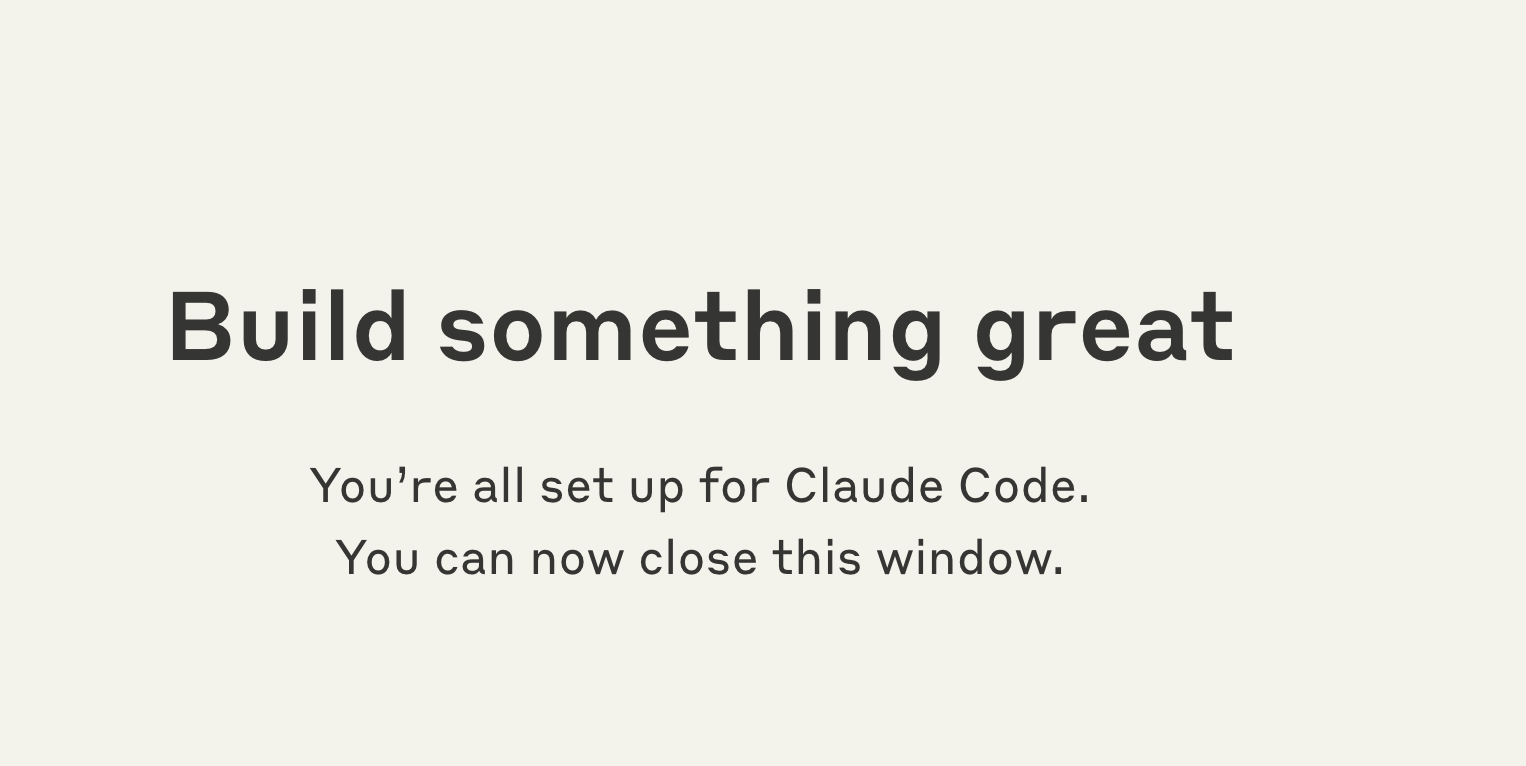 Build something great
You’re all set up for Claude Code.
You can now close this window.